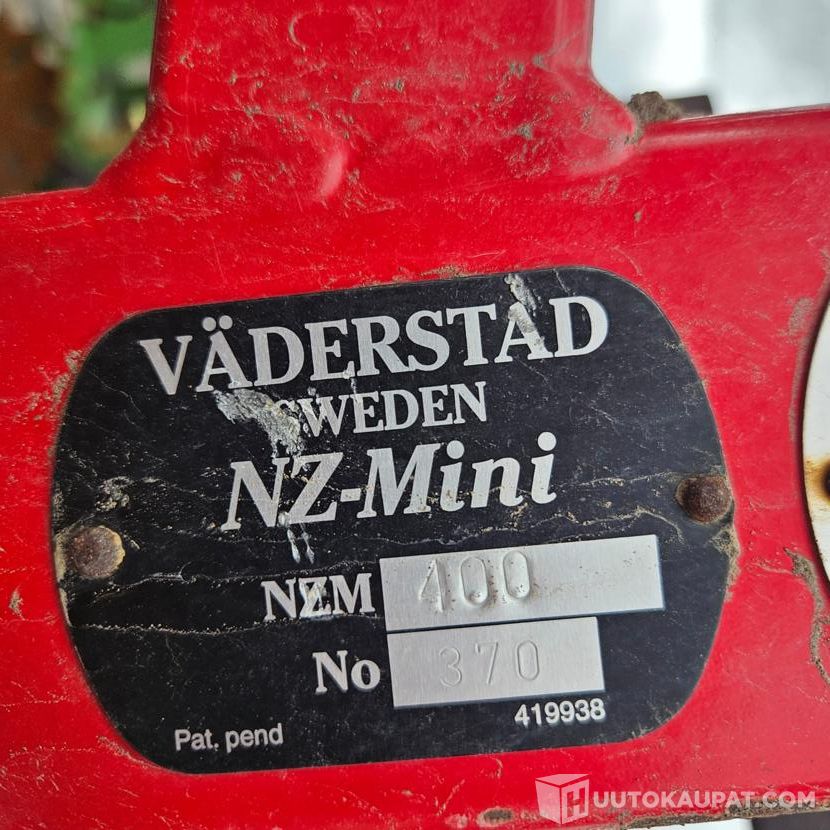 VÄDERSTAD
SWEDEN
NZ-Mini
NZM 400
No 370
419938
Pat. pend
HUUTOKAUPAT.COM